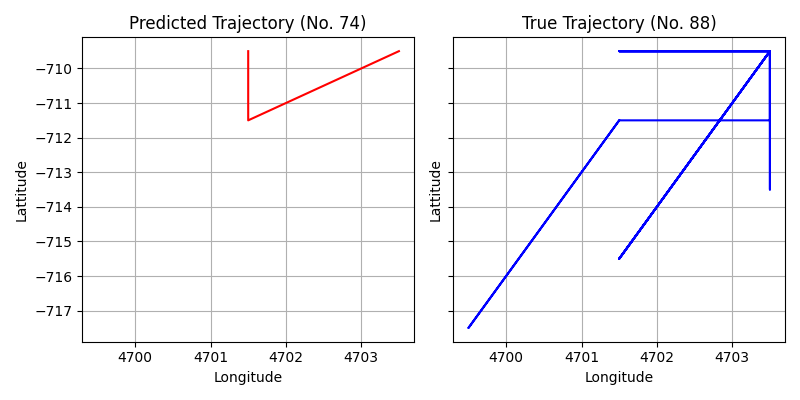 Predicted Trajectory (No. 74)
True Trajectory (No. 88)
−710
−711
−712
−713
−714
−715
−716
−717
Lattitude
Lattitude
4700 4701 4702 4703
4700 4701 4702 4703
Longitude
Longitude